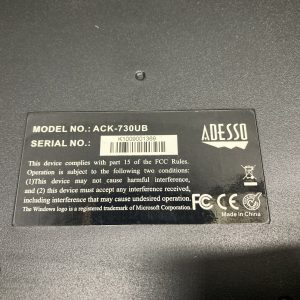 MODEL NO.: ACK-730UB
SERIAL NO.:
K1009001369
ADESSO
This device complies with part 15 of the FCC Rules.
Operation is subject to the following two conditions:
(1)This device may not cause harmful interference,
and (2) this device must accept any interference received,
including interference that may cause undesired operation.
The Windows logo is a registered trademark of Microsoft Corporation.
FC CE
Made in China